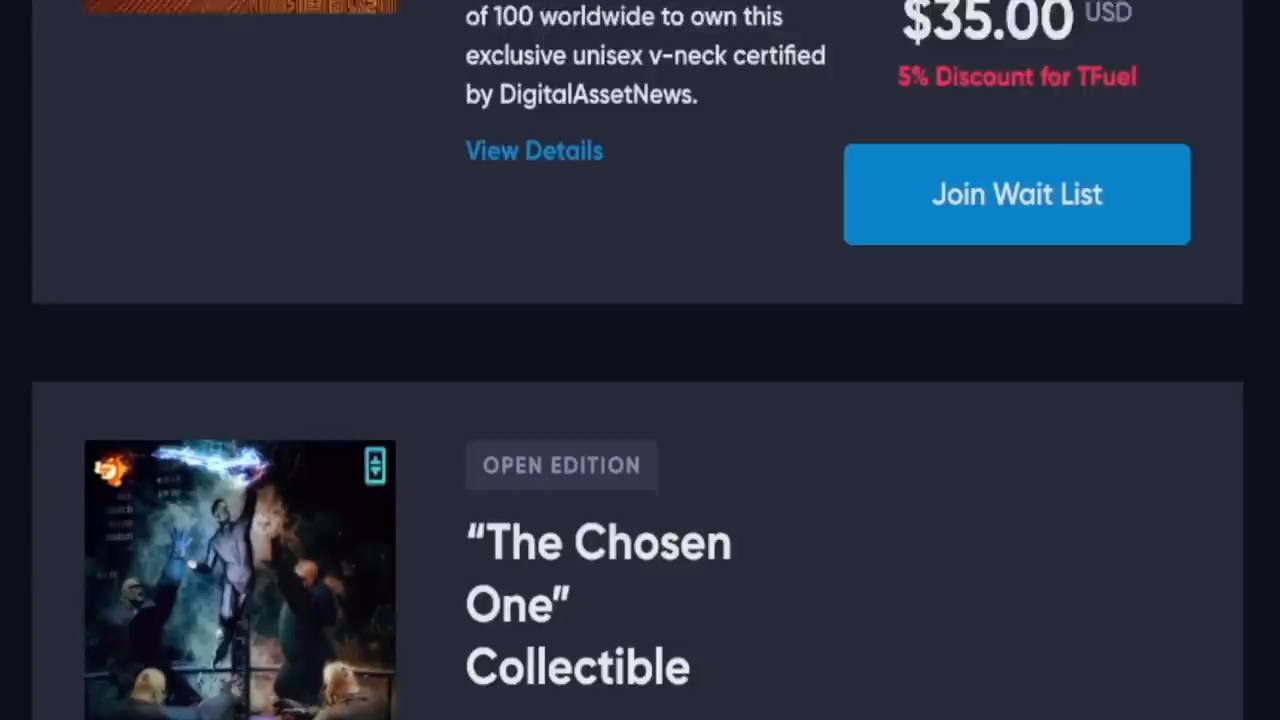 of 100 worldwide to own this
exclusive unisex v-neck certified
by DigitalAssetNews.
View Details
$35.00 USD
5% Discount for TFuel
Join Wait List
OPEN EDITION
“The Chosen
One”
Collectible